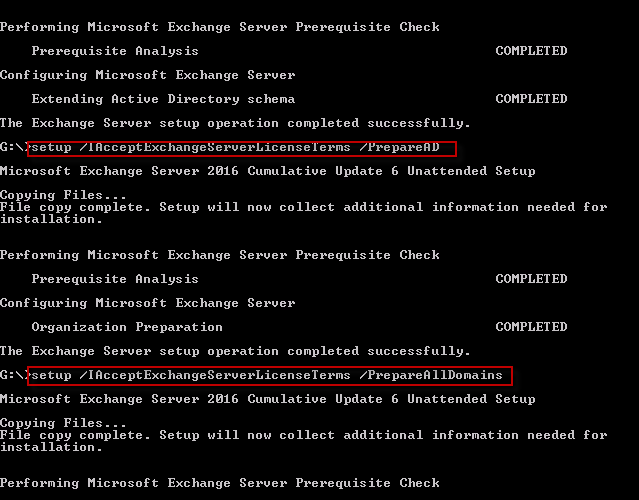 Performing Microsoft Exchange Server Prerequisite Check
Prerequisite Analysis COMPLETED
Configuring Microsoft Exchange Server
Extending Active Directory schema COMPLETED
The Exchange Server setup operation completed successfully.
G:\>setup /IAcceptExchangeServerLicenseTerms /PrepareAD
Microsoft Exchange Server 2016 Cumulative Update 6 Unattended Setup
Copying Files...
File copy complete. Setup will now collect additional information needed for
installation.
Performing Microsoft Exchange Server Prerequisite Check
Prerequisite Analysis COMPLETED
Configuring Microsoft Exchange Server
Organization Preparation COMPLETED
The Exchange Server setup operation completed successfully.
G:\>setup /IAcceptExchangeServerLicenseTerms /PrepareAllDomains
Microsoft Exchange Server 2016 Cumulative Update 6 Unattended Setup
Copying Files...
File copy complete. Setup will now collect additional information needed for
installation.
Performing Microsoft Exchange Server Prerequisite Check